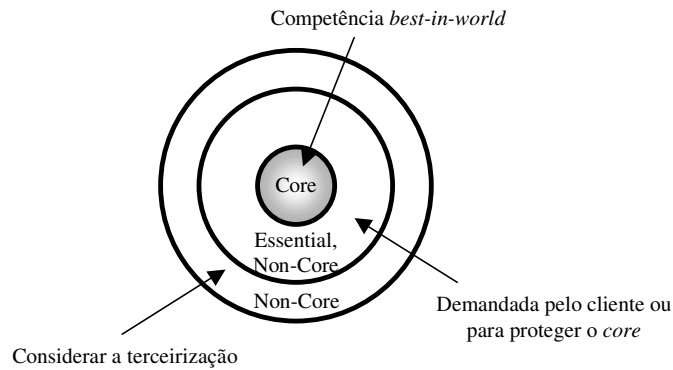 Competência best-in-world
Core
Essential,
Non-Core
Non-Core
Demandada pelo cliente ou
para proteger o core
Considerar a terceirização